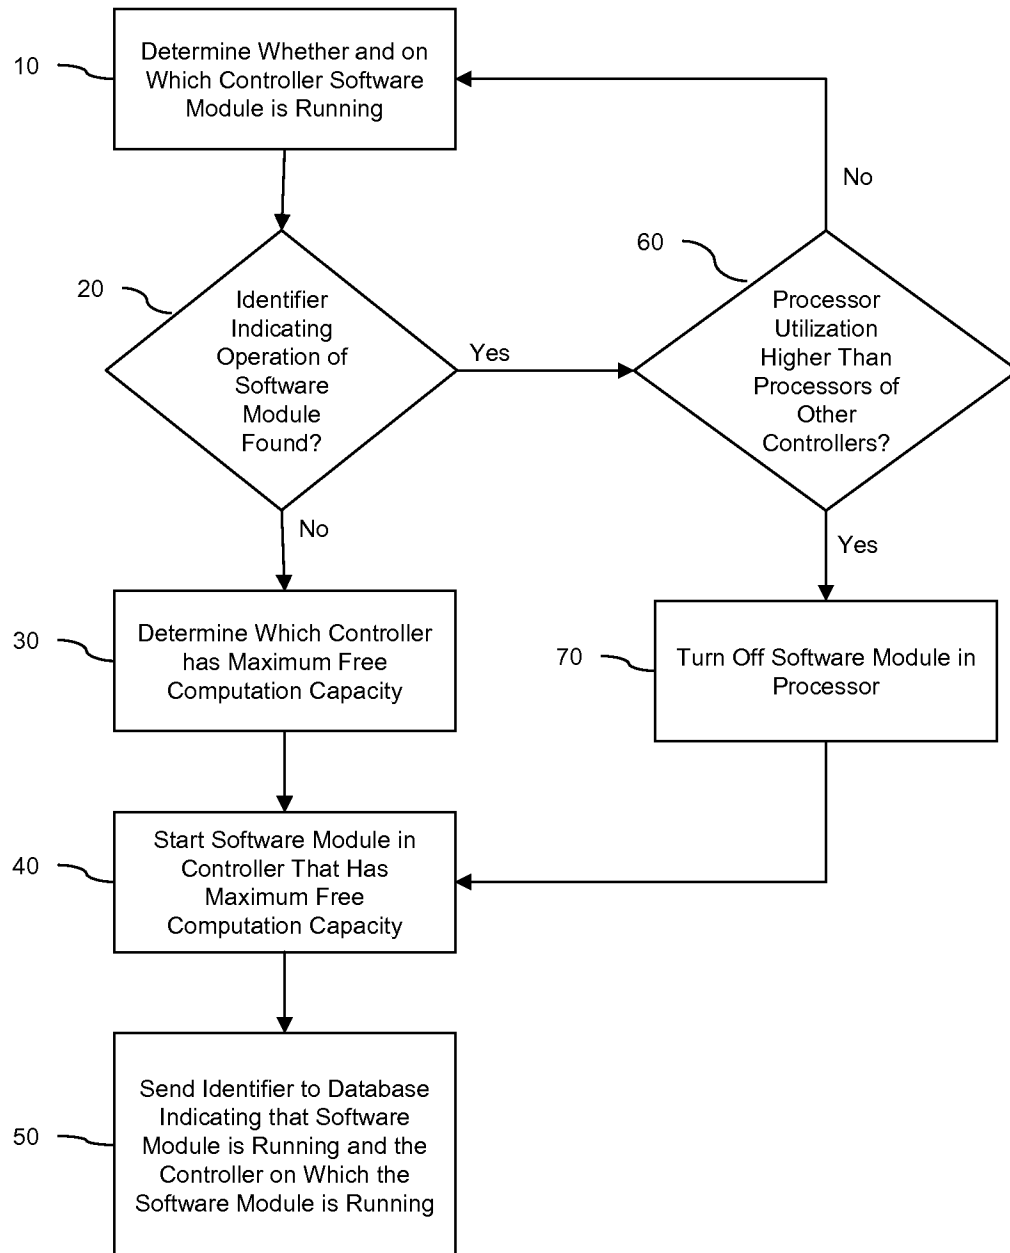 10
Determine Whether and on
Which Controller Software
Module is Running
No
20
Identifier
Indicating
Operation of
Software
Module
Found?
Yes
60
Processor
Utilization
Higher Than
Processors of
Other
Controllers?
No
Yes
30
Determine Which Controller
has Maximum Free
Computation Capacity
70
Turn Off Software Module in
Processor
40
Start Software Module in
Controller That Has
Maximum Free
Computation Capacity
50
Send Identifier to Database
Indicating that Software
Module is Running and the
Controller on Which the
Software Module is Running